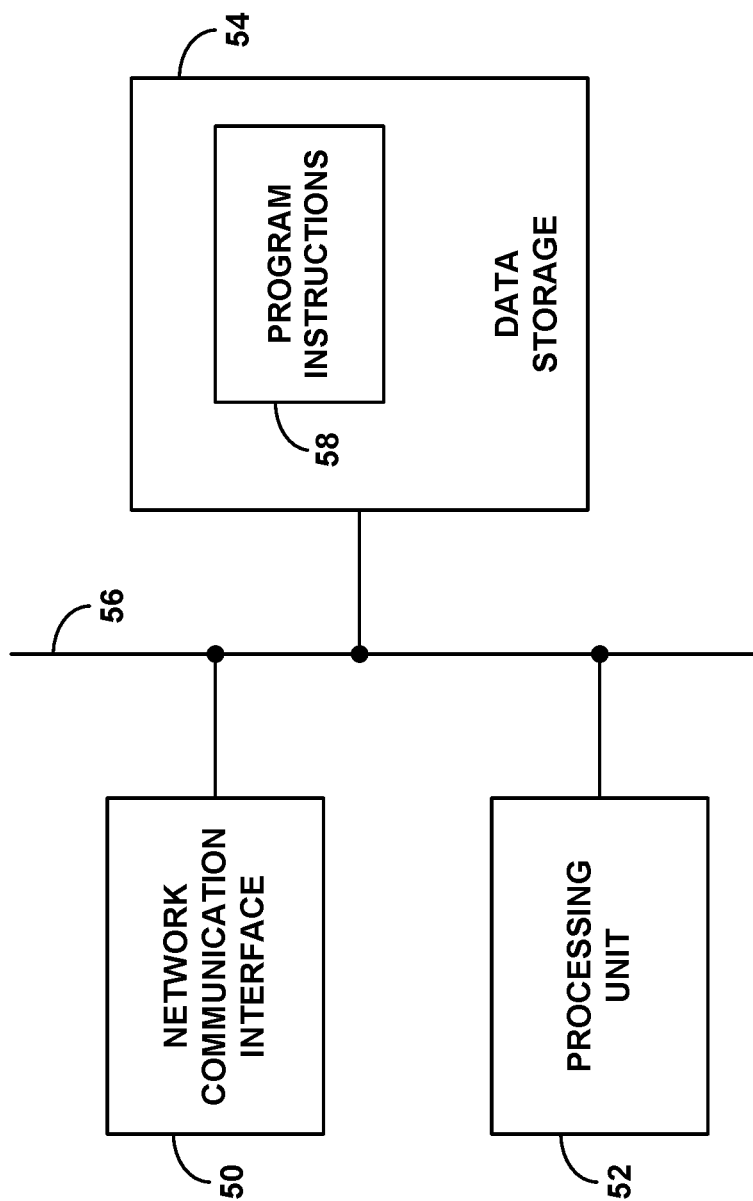 56
NETWORK
COMMUNICATION
INTERFACE
50
PROCESSING
UNIT
52
54
PROGRAM
INSTRUCTIONS
58
DATA
STORAGE